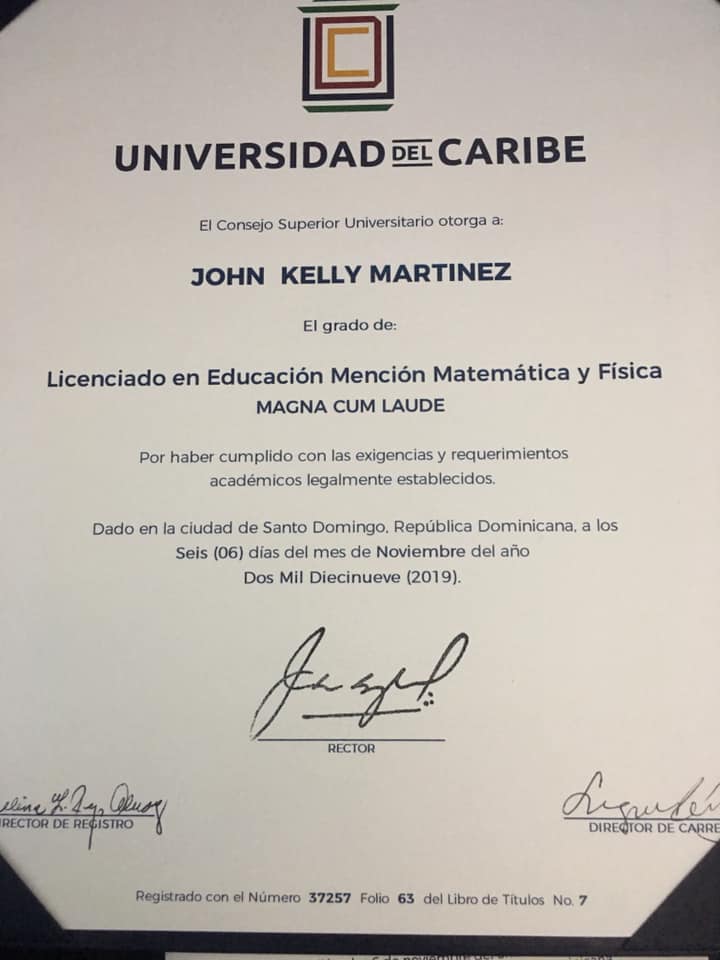 UNIVERSIDAD DEL CARIBE
El Consejo Superior Universitario otorga a:
JOHN KELLY MARTINEZ
El grado de:
Licenciado en Educación Mención Matemática y Física
MAGNA CUM LAUDE
Por haber cumplido con las exigencias y requerimientos
académicos legalmente establecidos.
Dado en la ciudad de Santo Domingo, República Dominicana, a los
Seis (06) días del mes de Noviembre del año
Dos Mil Diecinueve (2019).
RECTOR
RECTOR DE REGISTRO
DIRECTOR DE CARRE
Registrado con el Número 37257 Folio 63 del Libro de Títulos No. 7